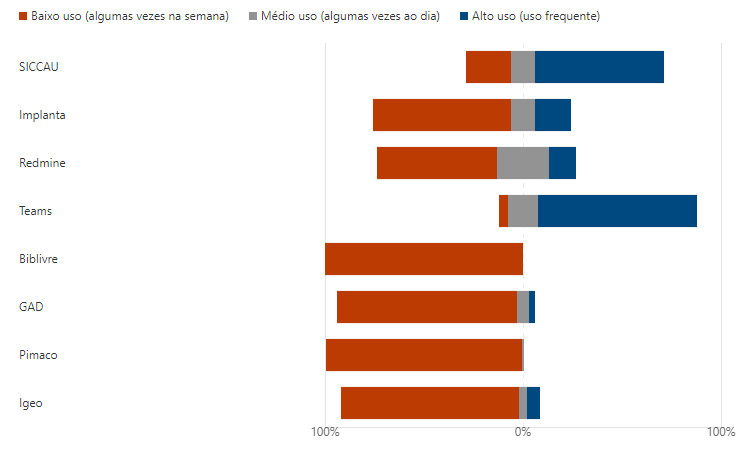 Baixo uso (algumas vezes na semana) Médio uso (algumas vezes ao dia) Alto uso (uso frequente)
SICCAU
Implanta
Redmine
Teams
Biblivre
GAD
Pimaco
Igeo
100% 0% 100%